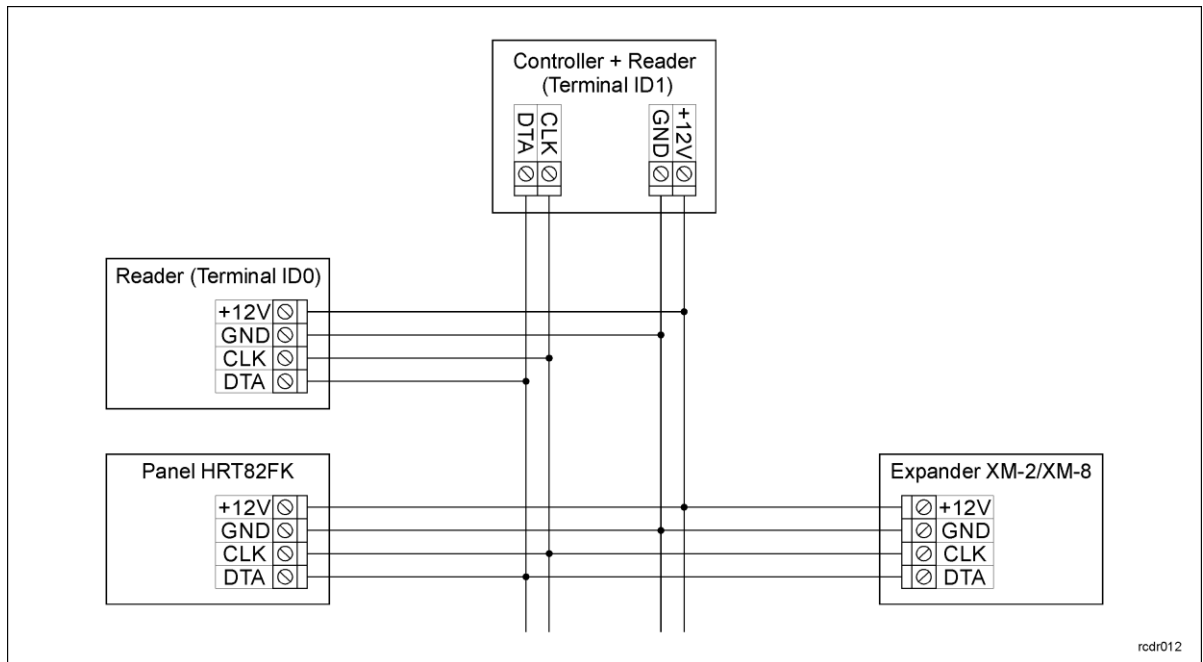 Controller + Reader
(Terminal ID1)
DTA
CLK
GND
+12V
Reader (Terminal ID0)
+12V
GND
CLK
DTA
Panel HRT82FK
+12V
GND
CLK
DTA
Expander XM-2/XM-8
+12V
GND
CLK
DTA
rcdr012